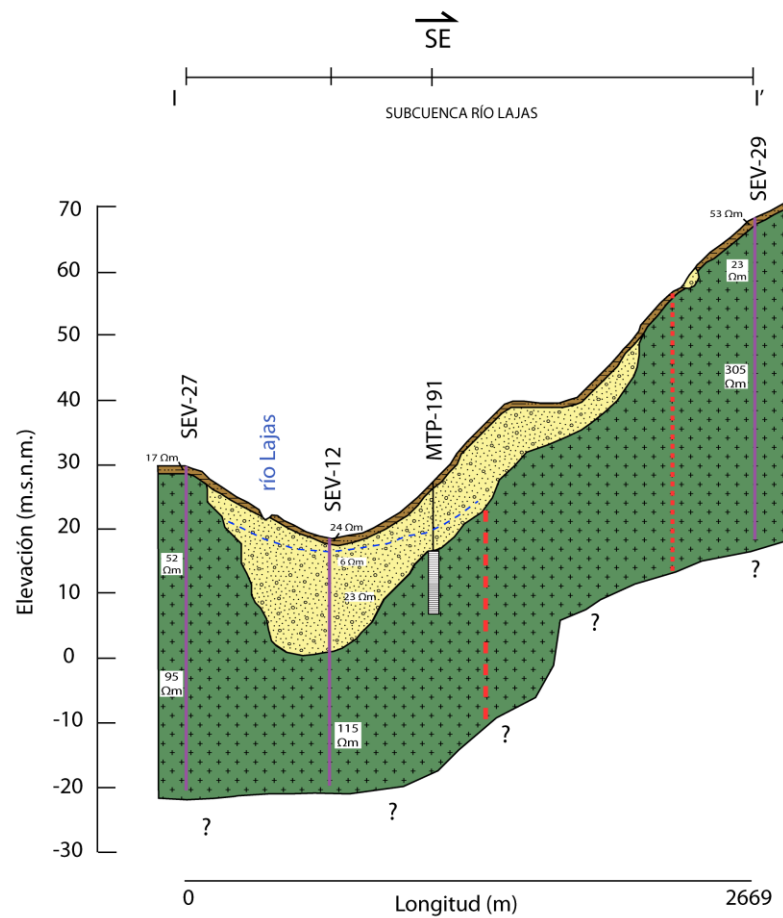 SE
I
I'
SUBCUENCA RÍO LAJAS
SEV-29
53 Ωm
70
23
Ωm
60
50
305
Ωm
SEV-27
río Lajas
SEV-12
MTP-191
40
17 Ωm
30
24 Ωm
20
52
Ωm
6 Ωm
23 Ωm
10
?
?
0
95
Ωm
115
Ωm
-10
?
-20
?
?
-30
Elevación (m.s.n.m.)
0
Longitud (m)
2669